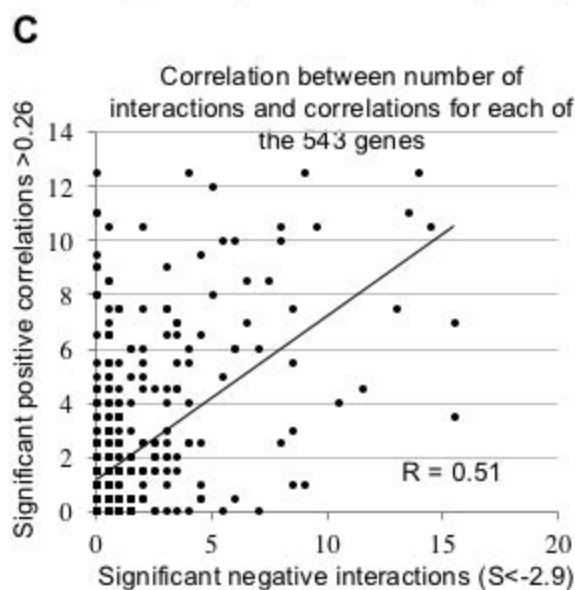 C
Correlation between number of
interactions and correlations for each of
the 543 genes
Significant positive correlations >0.26
14
12
10
8
6
4
2
0
R = 0.51
0 5 10 15 20
Significant negative interactions (S<-2.9)